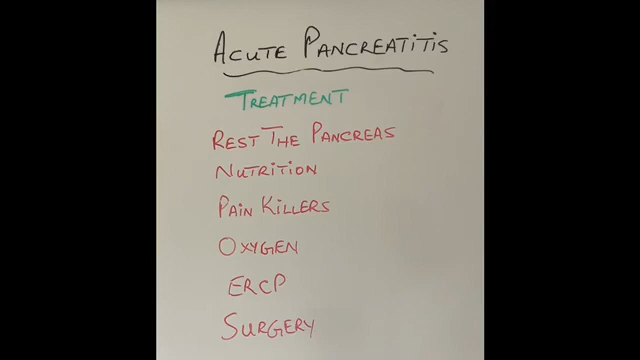 ACUTE PANCREATITIS
TREATMENT
REST THE PANCREAS
NUTRITION
PAIN KILLERS
OXYGEN
ERCP
SURGERY